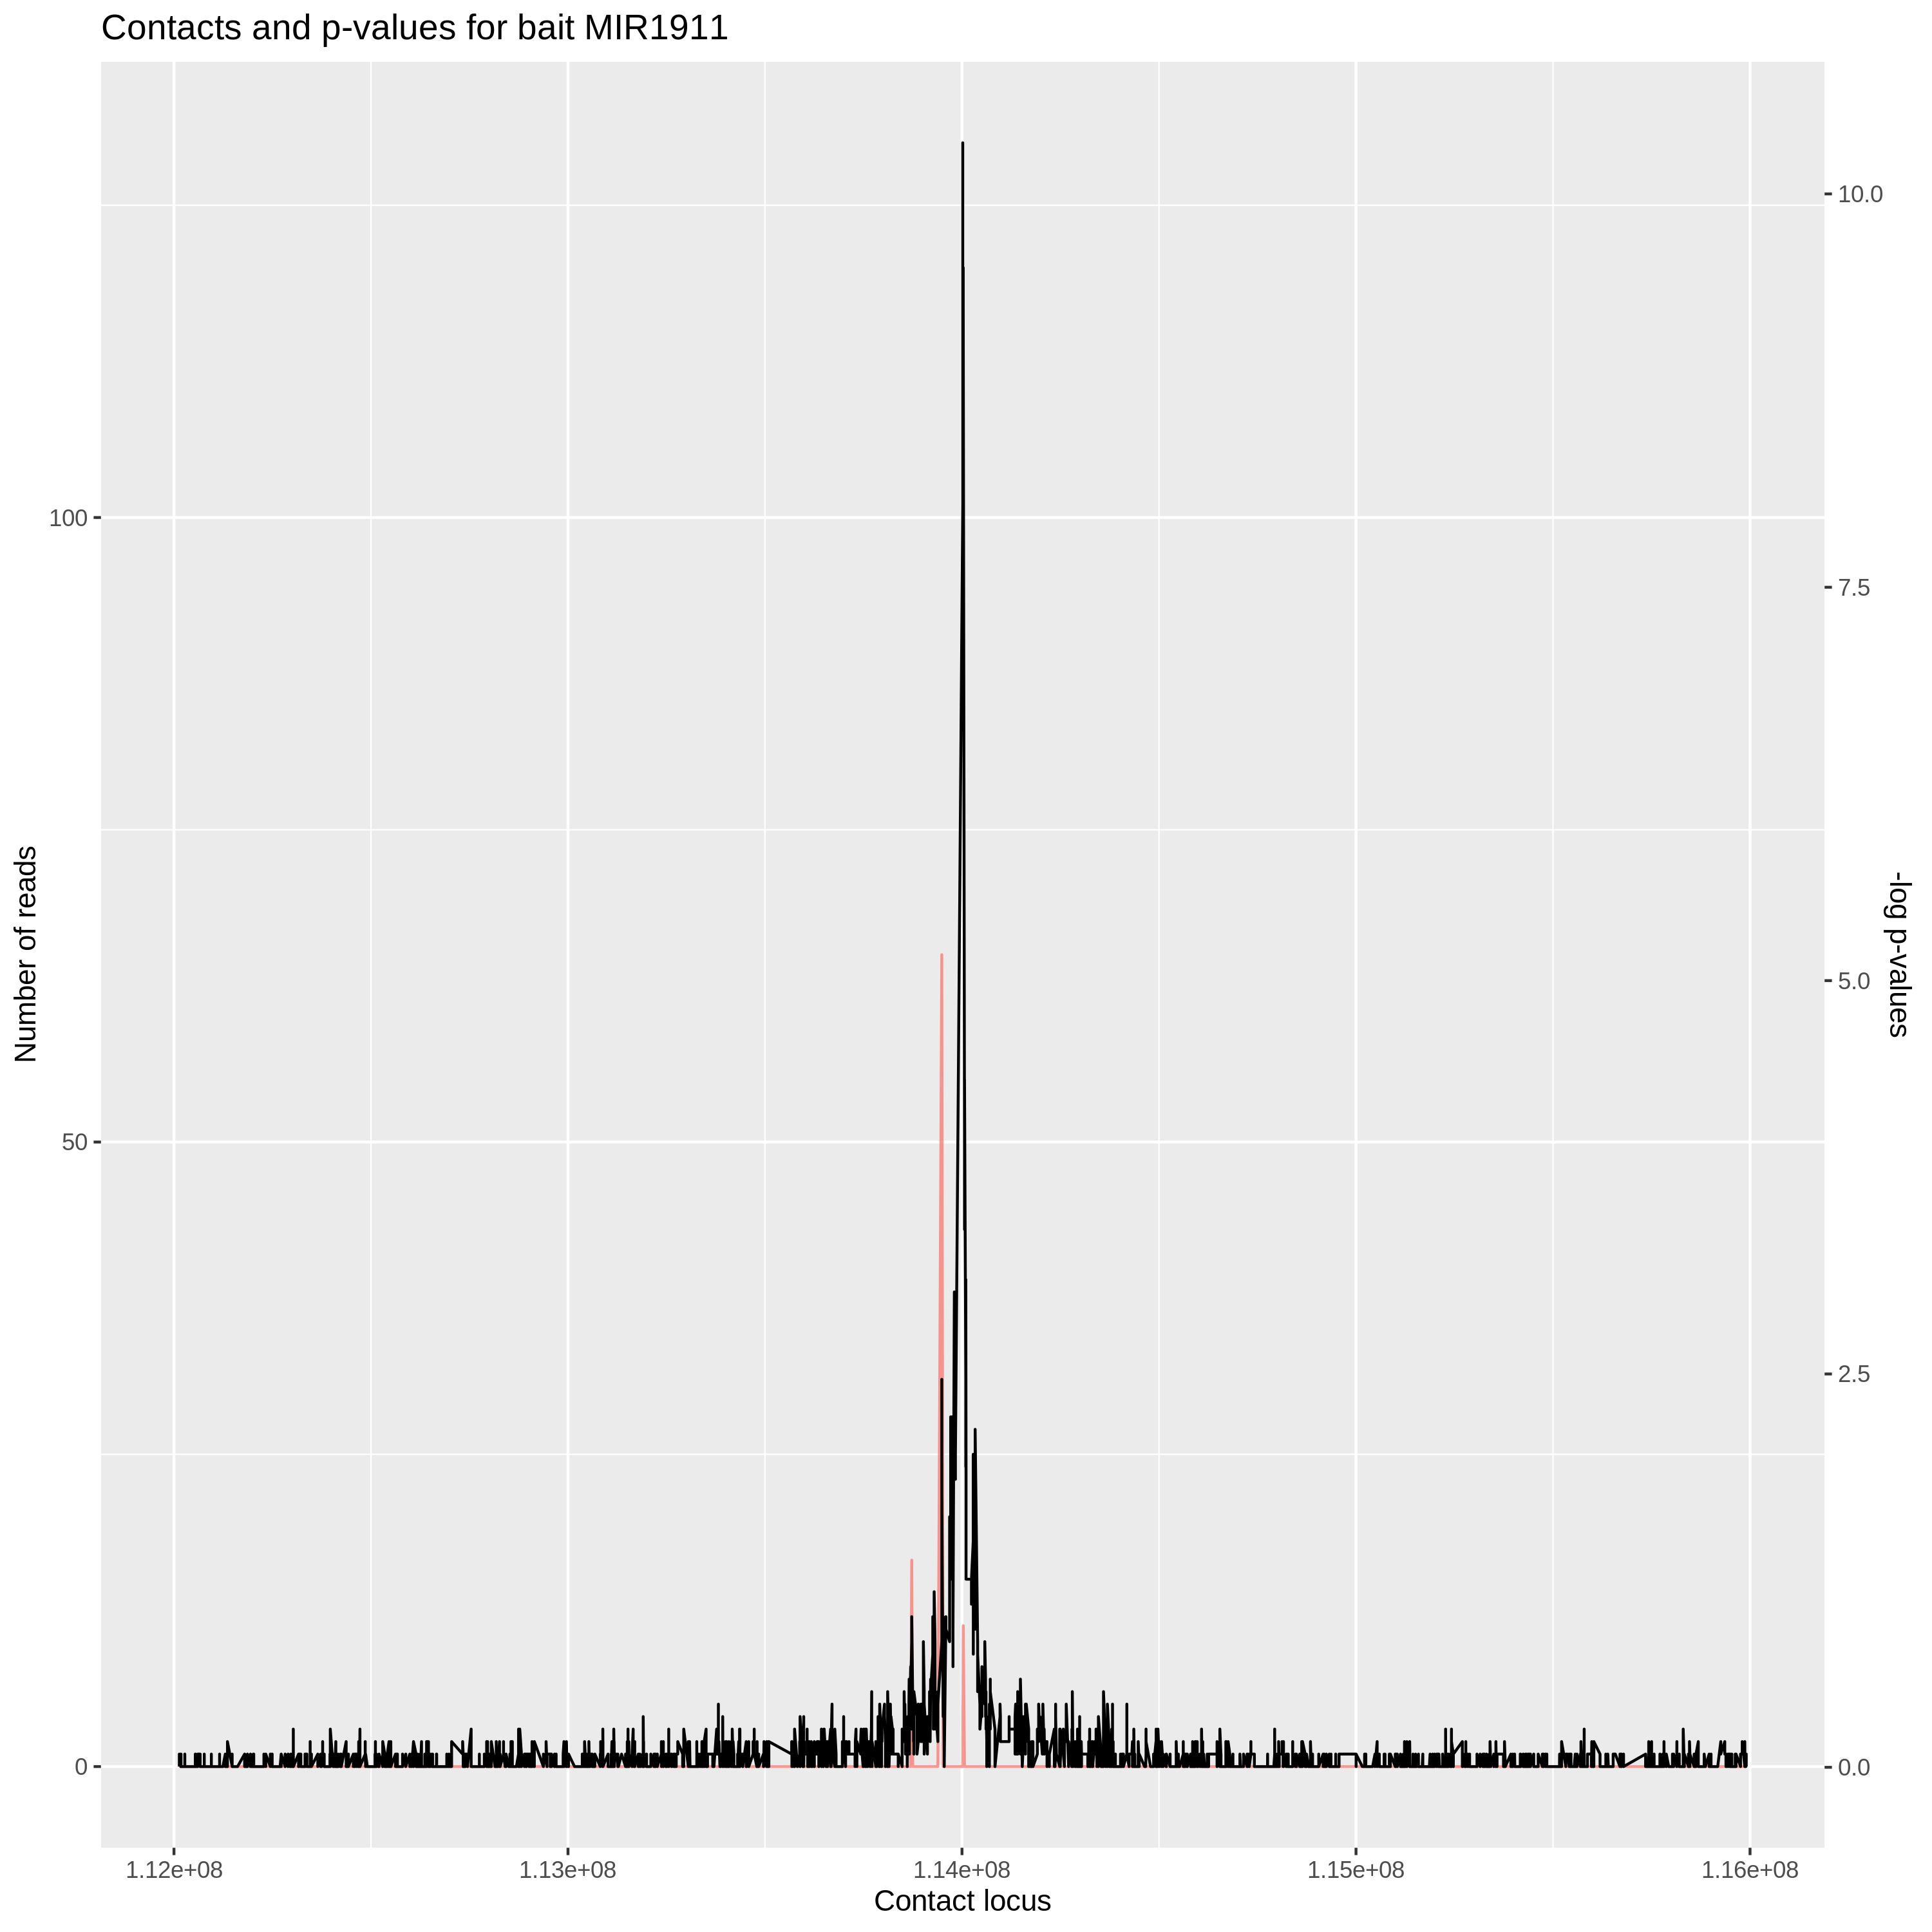 Contacts and p-values for bait MIR1911
Number of reads
100
50
0
10.0
7.5
5.0
2.5
0.0
-log p-values
1.12e+08
1.13e+08
1.14e+08
1.15e+08
1.16e+08
Contact locus